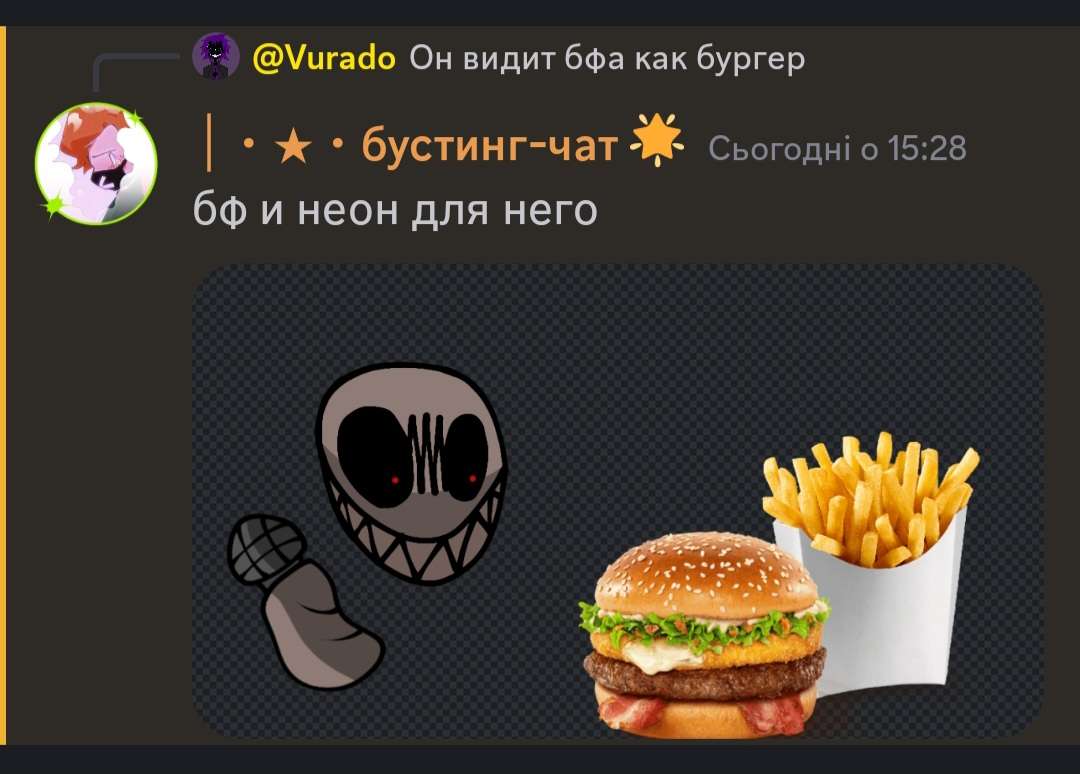 @Vurado Он видит бфа как бургер
| • ★ • бустинг-чат 🌟 Сьогодні о 15:28
бф и неон для него